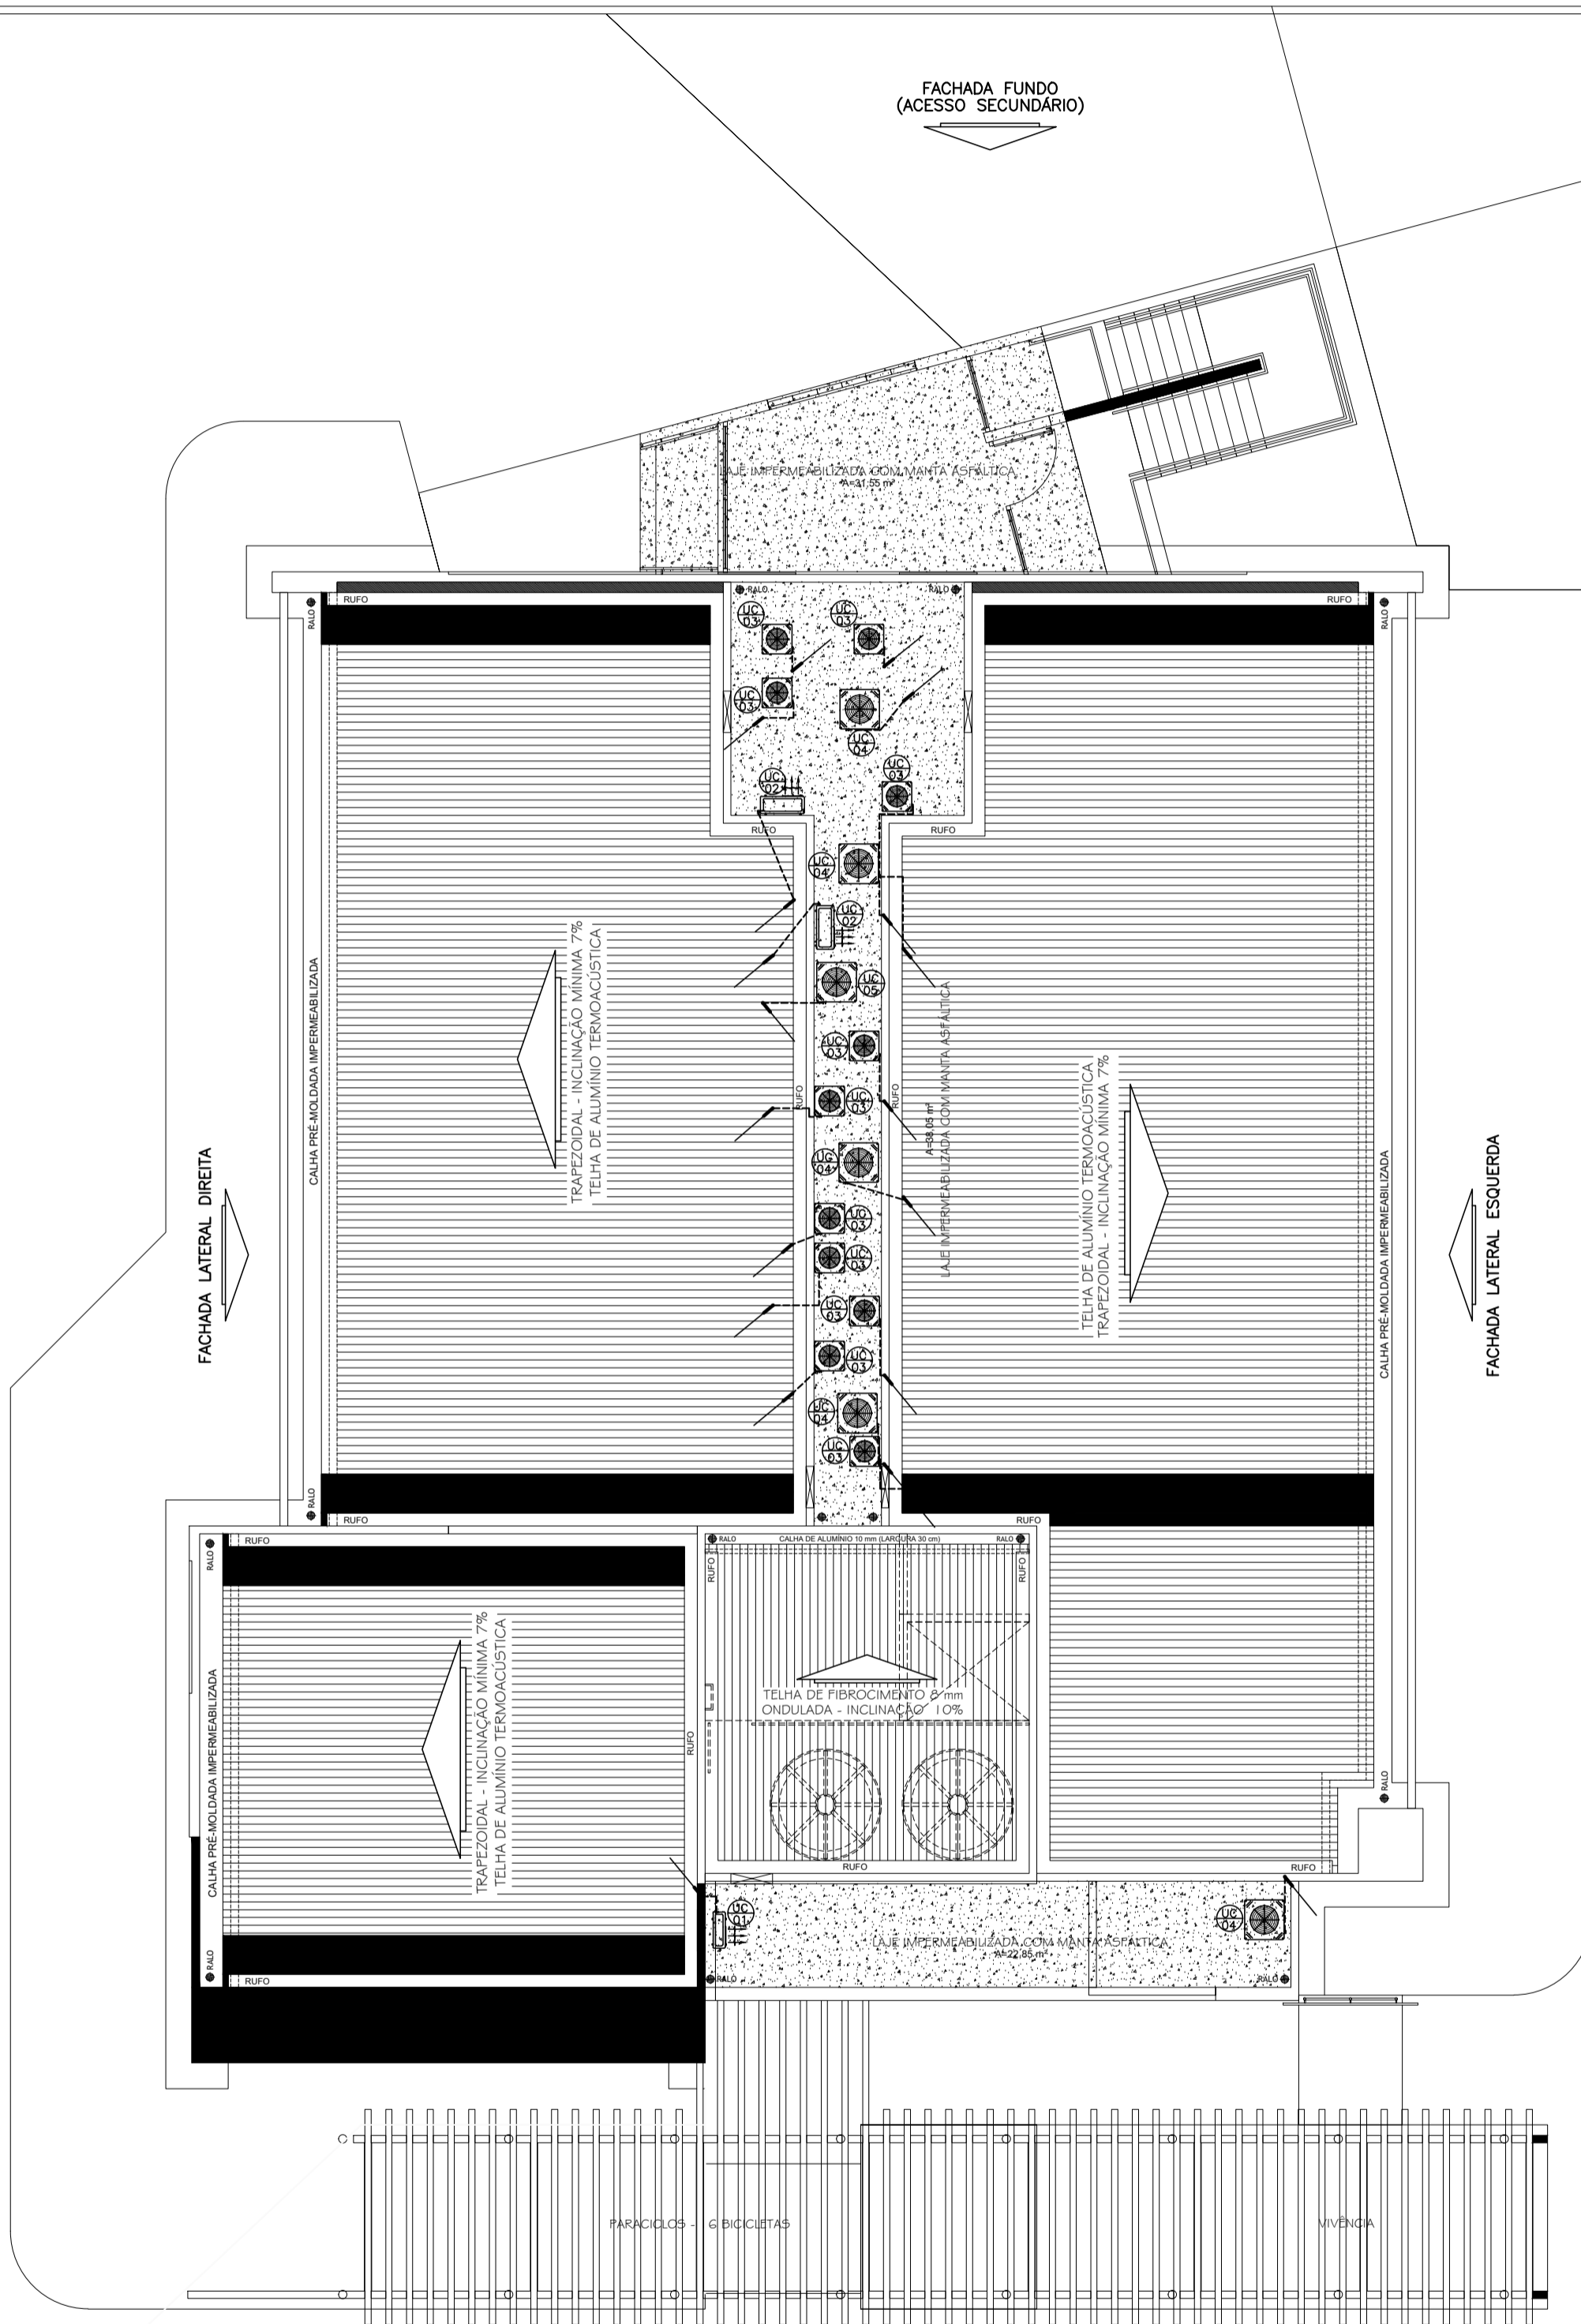 FACHADA FUNDO
(ACESSO SECUNDÁRIO)
LAJE IMPERMEABILIZADA COM MANTA ASFÁLTICA
A=31,55 m²
RUFO
RALO
RALO
RALO
RUFO
RALO
UC
03
UC
03
UC
03
UC
04
UC
02
UC
03
RUFO
RUFO
UC
04
UC
02
UC
05
UC
03
UC
03
RUFO
RUFO
UC
04
UC
03
UC
03
UC
03
UC
03
UC
04
UC
03
TRAPEZOIDAL - INCLINAÇÃO MÍNIMA 7%
TELHA DE ALUMÍNIO TERMOACÚSTICA
CALHA PRÉ-MOLDADA IMPERMEABILIZADA
FACHADA LATERAL DIREITA
LAJE IMPERMEABILIZADA COM MANTA ASFÁLTICA
A=38,05 m²
TELHA DE ALUMÍNIO TERMOACÚSTICA
TRAPEZOIDAL - INCLINAÇÃO MÍNIMA 7%
CALHA PRÉ-MOLDADA IMPERMEABILIZADA
FACHADA LATERAL ESQUERDA
RALO
RUFO
RUFO
RALO
RUFO
RALO
CALHA DE ALUMÍNIO 10 mm (LARGURA 30 cm)
RALO
RUFO
RUFO
TRAPEZOIDAL - INCLINAÇÃO MÍNIMA 7%
TELHA DE ALUMÍNIO TERMOACÚSTICA
CALHA PRÉ-MOLDADA IMPERMEABILIZADA
RUFO
TELHA DE FIBROCIMENTO 8 mm
ONDULADA - INCLINAÇÃO 10%
RALO
RUFO
RUFO
UC
01
UC
04
LAJE IMPERMEABILIZADA COM MANTA ASFÁLTICA
A=22,85 m²
RALO
RUFO
RALO
RALO
PARACICLOS - 6 BICICLETAS
VIVÊNCIA